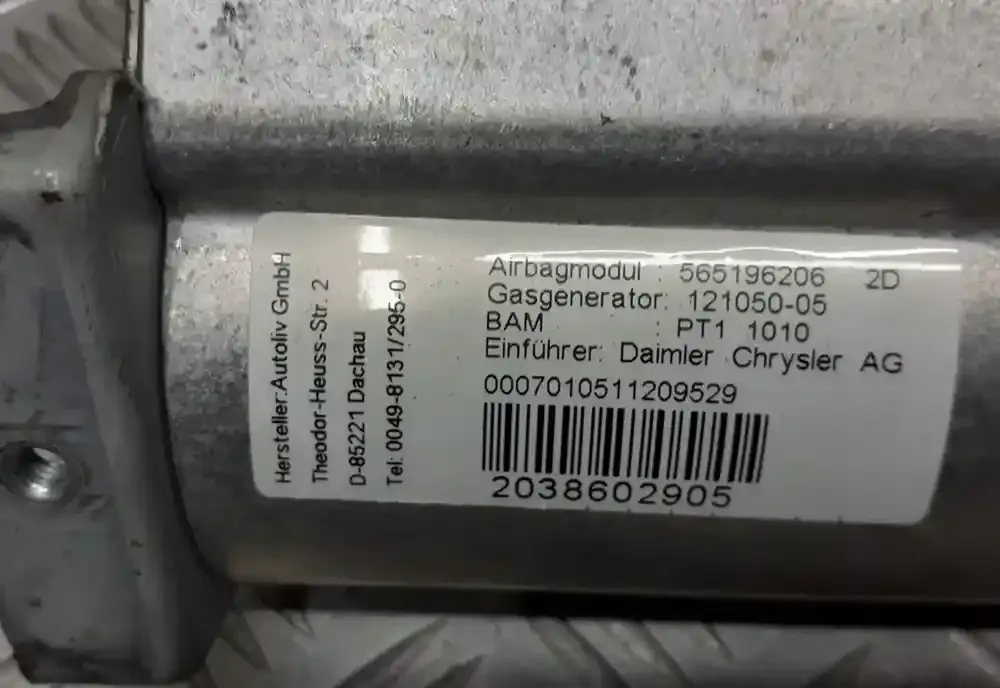 Hersteller:Autoliv GmbH
Theodor-Heuss-Str. 2
D-85221 Dachau
Tel: 0049-8131/295-0
Airbagmodul : 565196206 2D
Gasgenerator: 121050-05
BAM : PT1 1010
Einführer: Daimler Chrysler AG
0007010511209529
2038602905